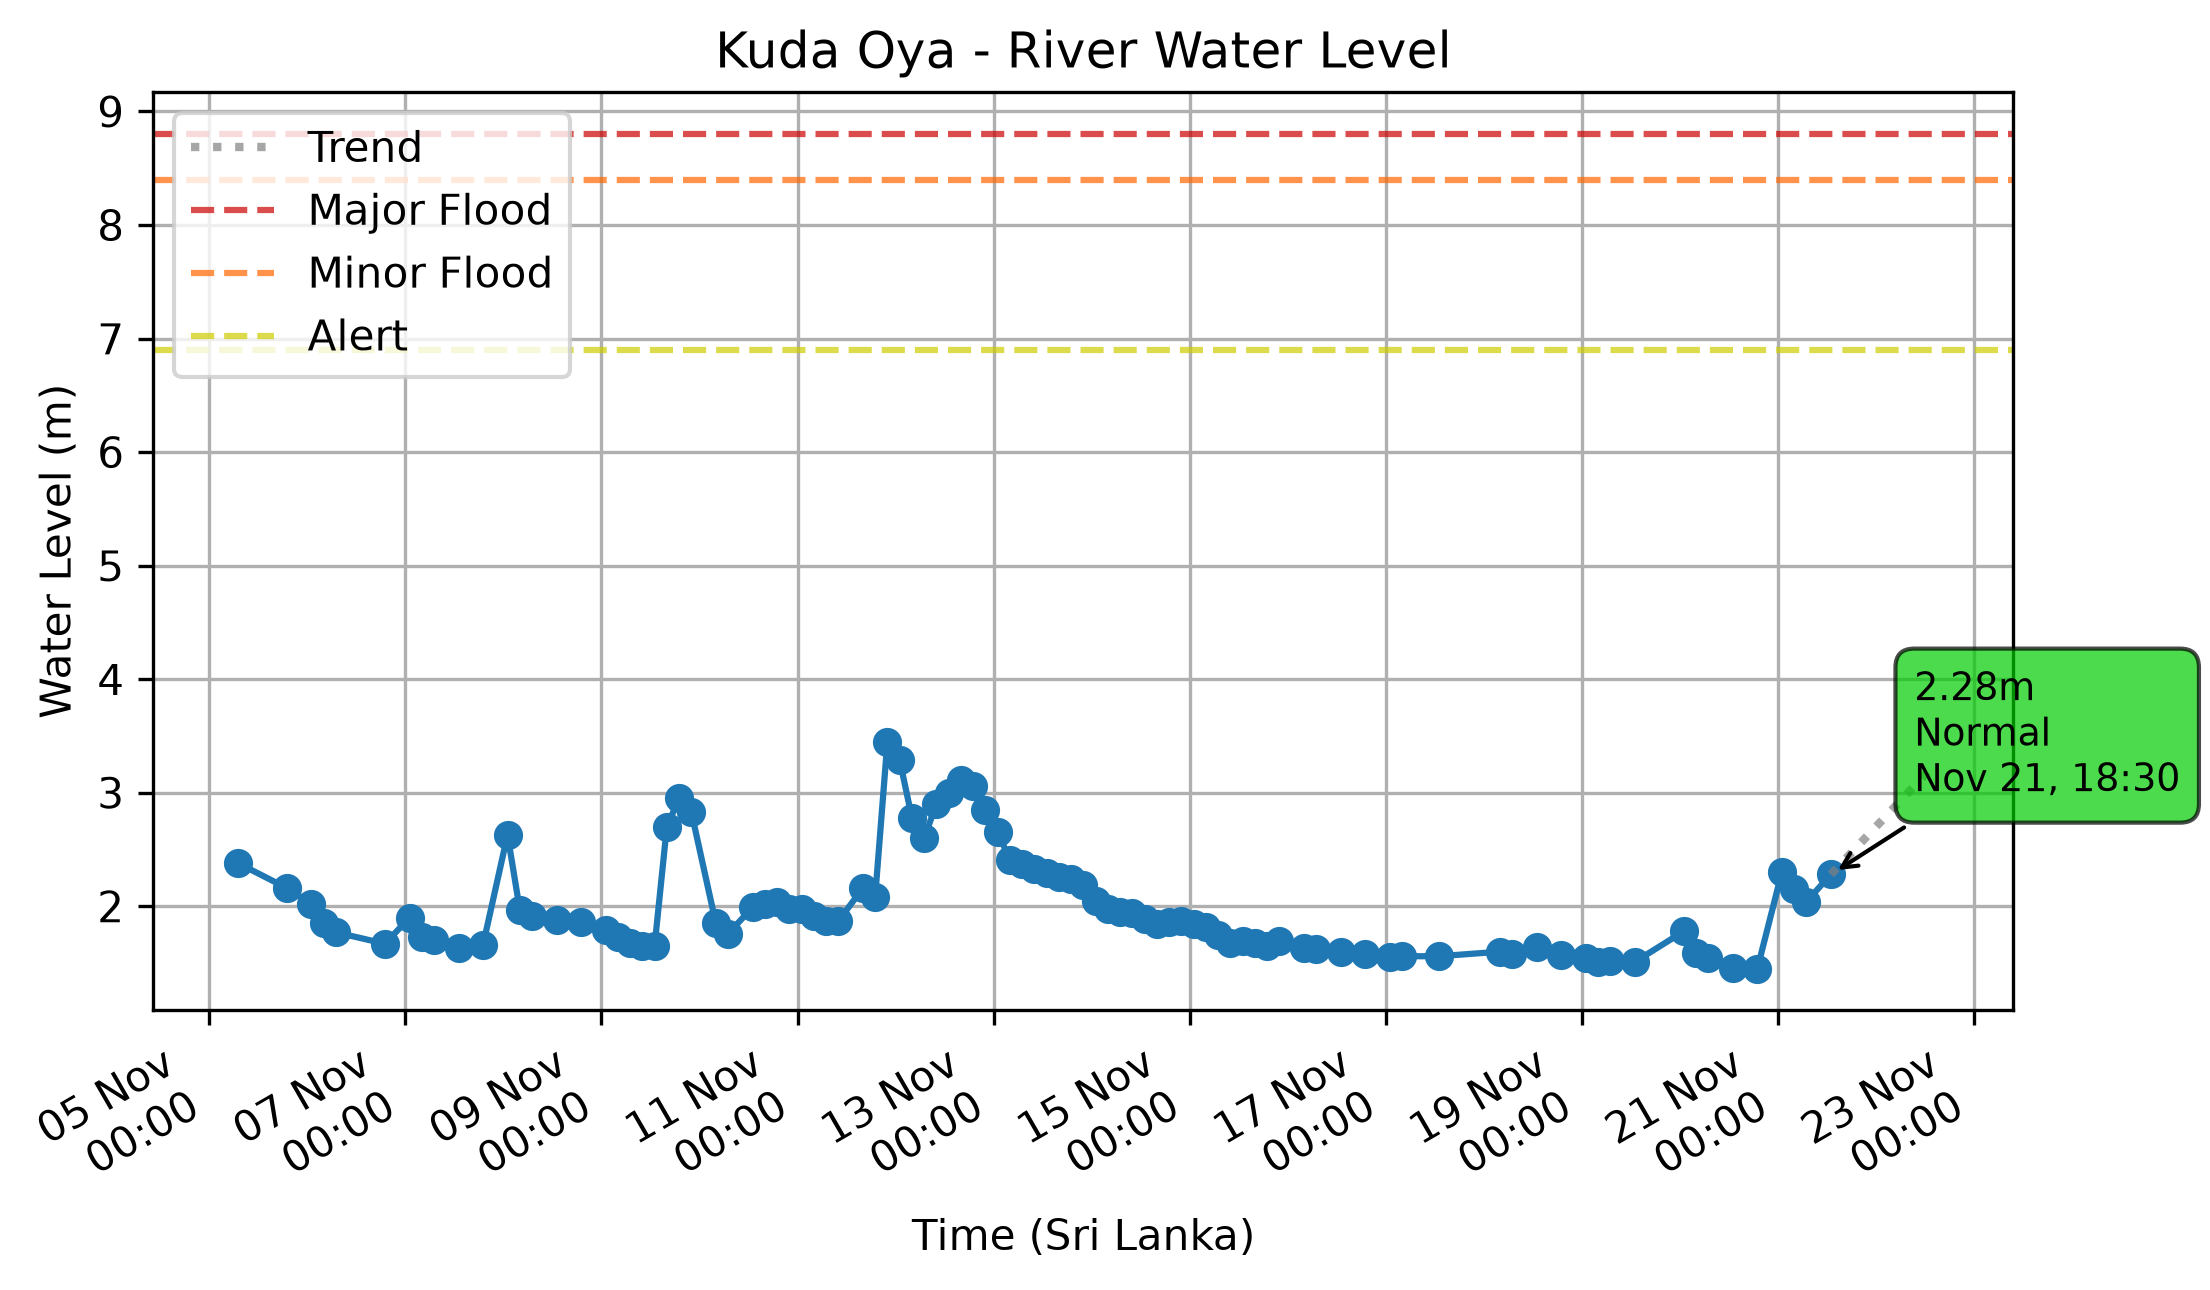 Kuda Oya - River Water Level
Water Level (m)
9
8
7
6
5
4
3
2
Trend
Major Flood
Minor Flood
Alert
2.28m
Normal
Nov 21, 18:30
05 Nov
00:00
07 Nov
00:00
09 Nov
00:00
11 Nov
00:00
13 Nov
00:00
15 Nov
00:00
17 Nov
00:00
19 Nov
00:00
21 Nov
00:00
23 Nov
00:00
Time (Sri Lanka)